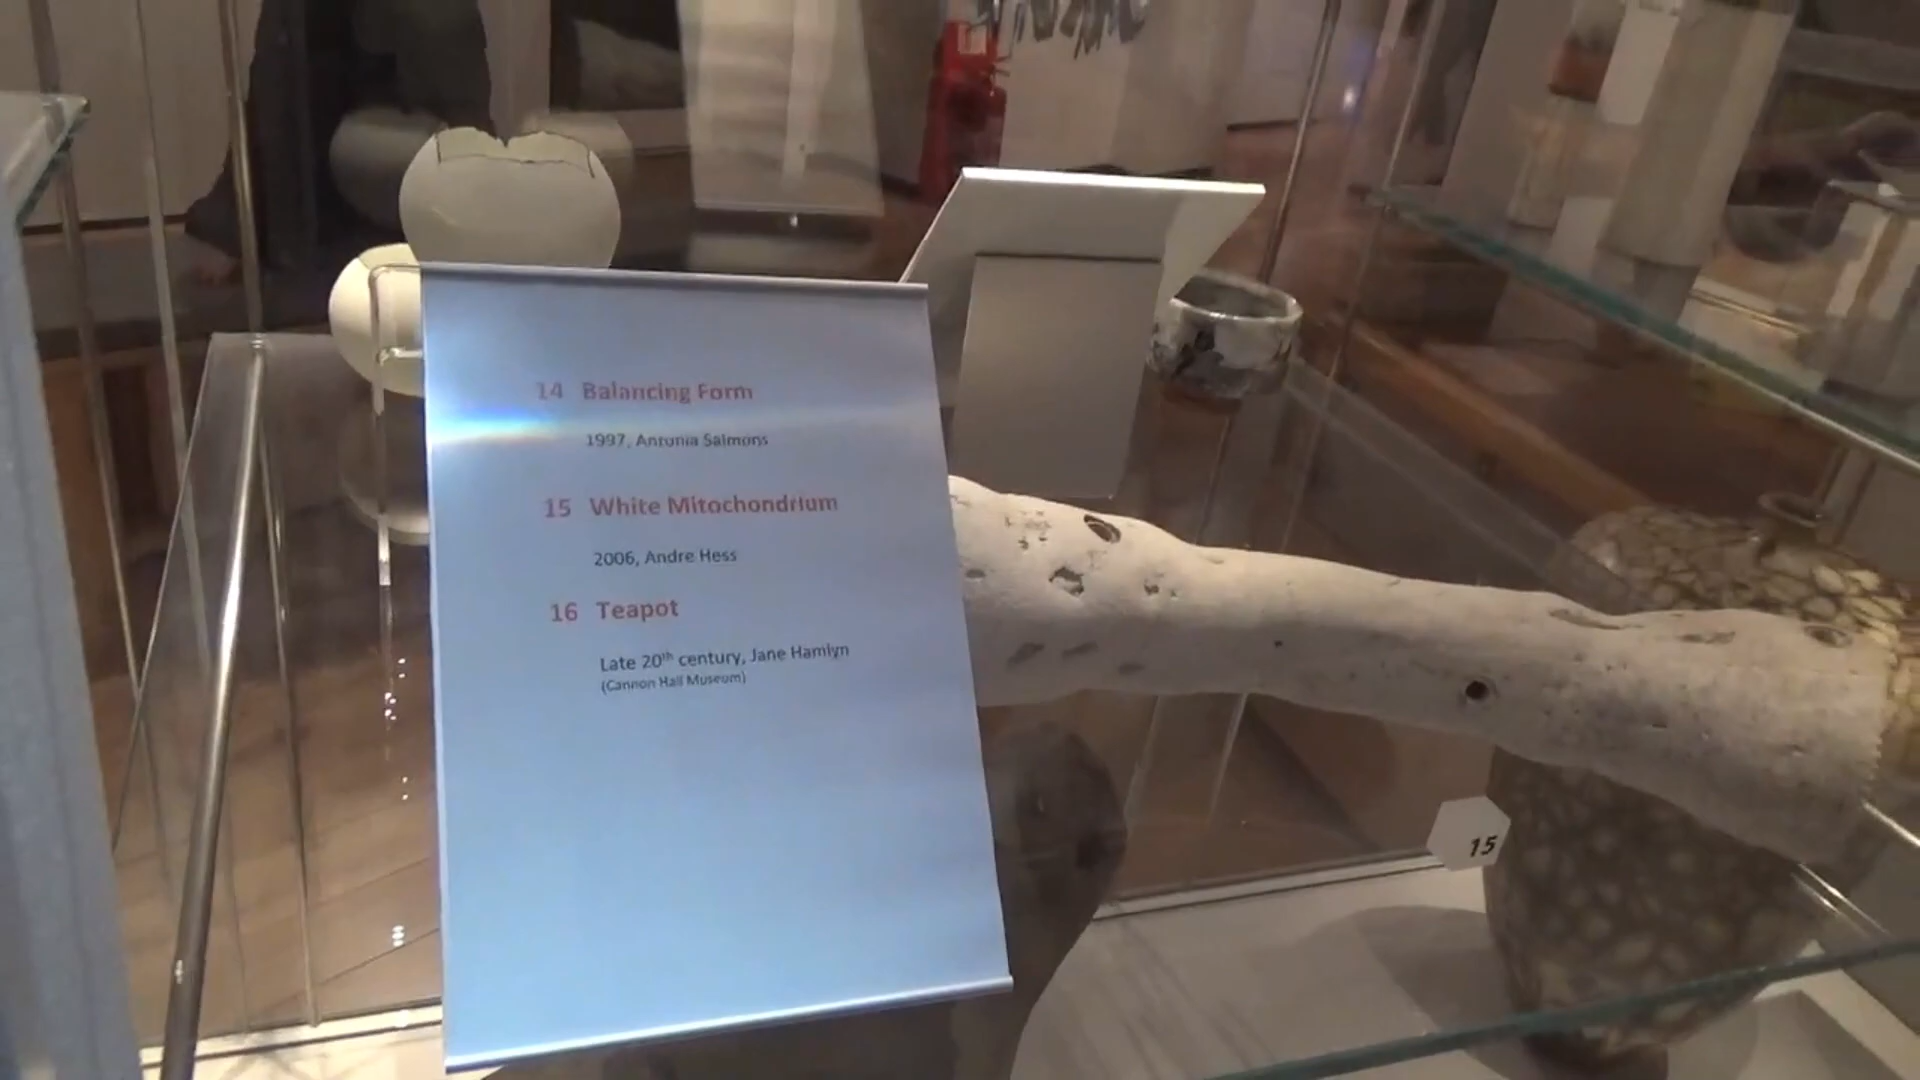 14 Balancing Form
1997, Antonia Salmons
15 White Mitochondrium
2006, Andre Hess
16 Teapot
Late 20th century, Jane Hamlyn
(Cannon Hall Museum)
15